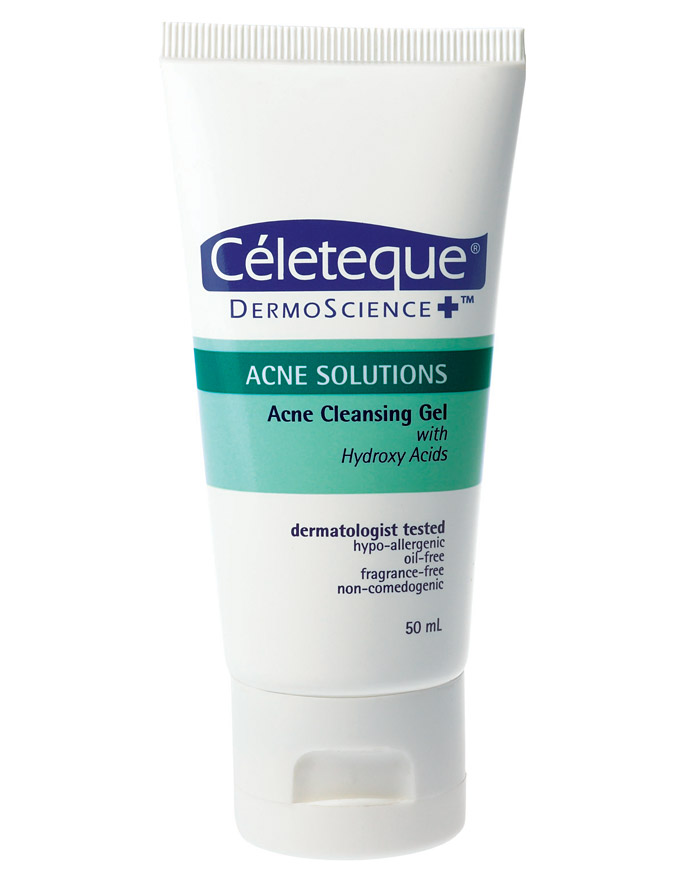 Céleteque®
DERMOSCIENCE+™
ACNE SOLUTIONS
Acne Cleansing Gel
with
Hydroxy Acids
dermatologist tested
hypo-allergenic
oil-free
fragrance-free
non-comedogenic
50 mL